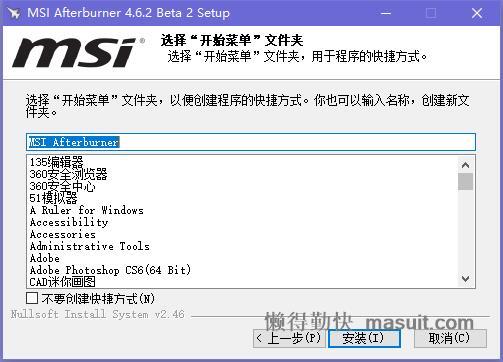 MSI Afterburner 4.6.2 Beta 2 Setup
msi
选择“开始菜单”文件夹
选择“开始菜单”文件夹，用于程序的快捷方式。
选择“开始菜单”文件夹，以便创建程序的快捷方式。你也可以输入名称，创建新文
件夹。
MSI Afterburner
135编辑器
360安全浏览器
360安全中心
51模拟器
A Ruler for Windows
Accessibility
Accessories
Administrative Tools
Adobe
Adobe Photoshop CS6(64 Bit)
CAD迷你画图
不要创建快捷方式(N)
Nullsoft Install System v2.46
懒得勤快 masuit.com
< 上一步(P)
安装(I)
取消(C)